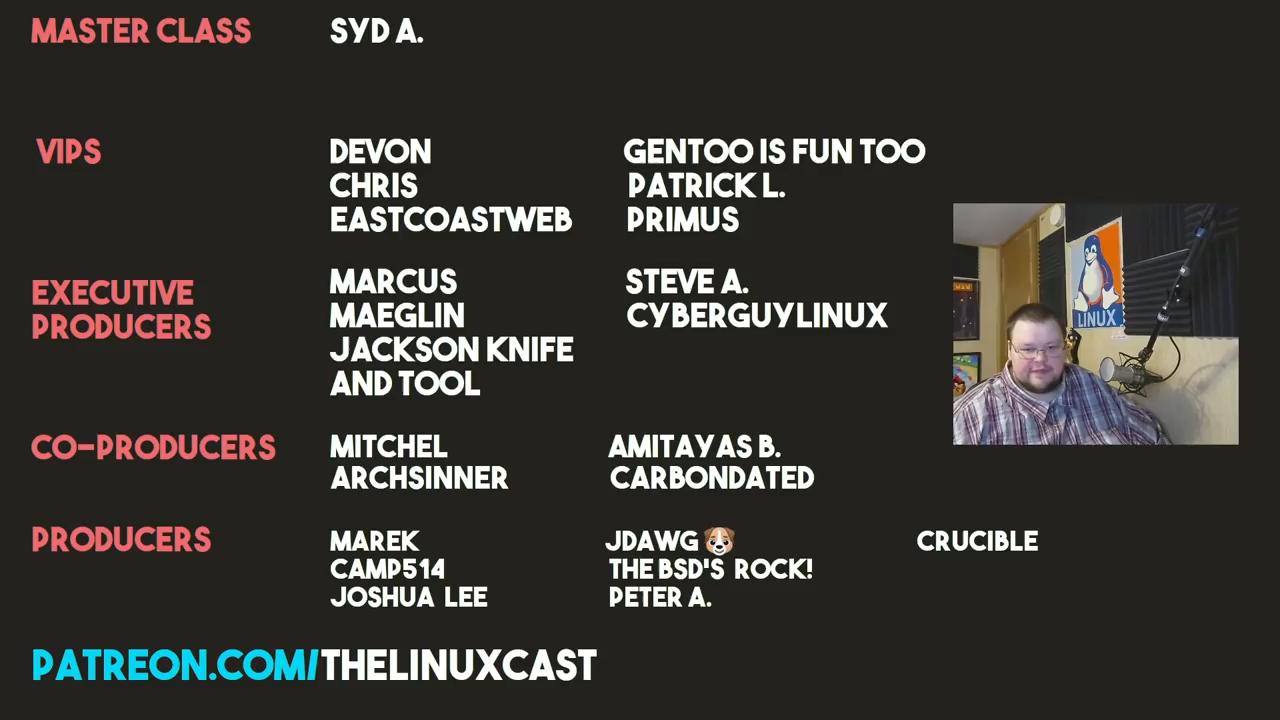 MASTER CLASS SYD A.
VIPS DEVON GENTOO IS FUN TOO
CHRIS PATRICK L.
EASTCOASTWEB PRIMUS
EXECUTIVE PRODUCERS
MARCUS STEVE A.
MAEGLIN CYBERGUYLINUX
JACKSON KNIFE
AND TOOL
CO-PRODUCERS MITCHEL AMITAYAS B.
ARCHSINNER CARBONDATED
PRODUCERS MAREK JDAWG🐶 CRUCIBLE
CAMP514 THE BSD'S ROCK!
JOSHUA LEE PETER A.
PATREON.COM/THELINUXCAST
LINUX